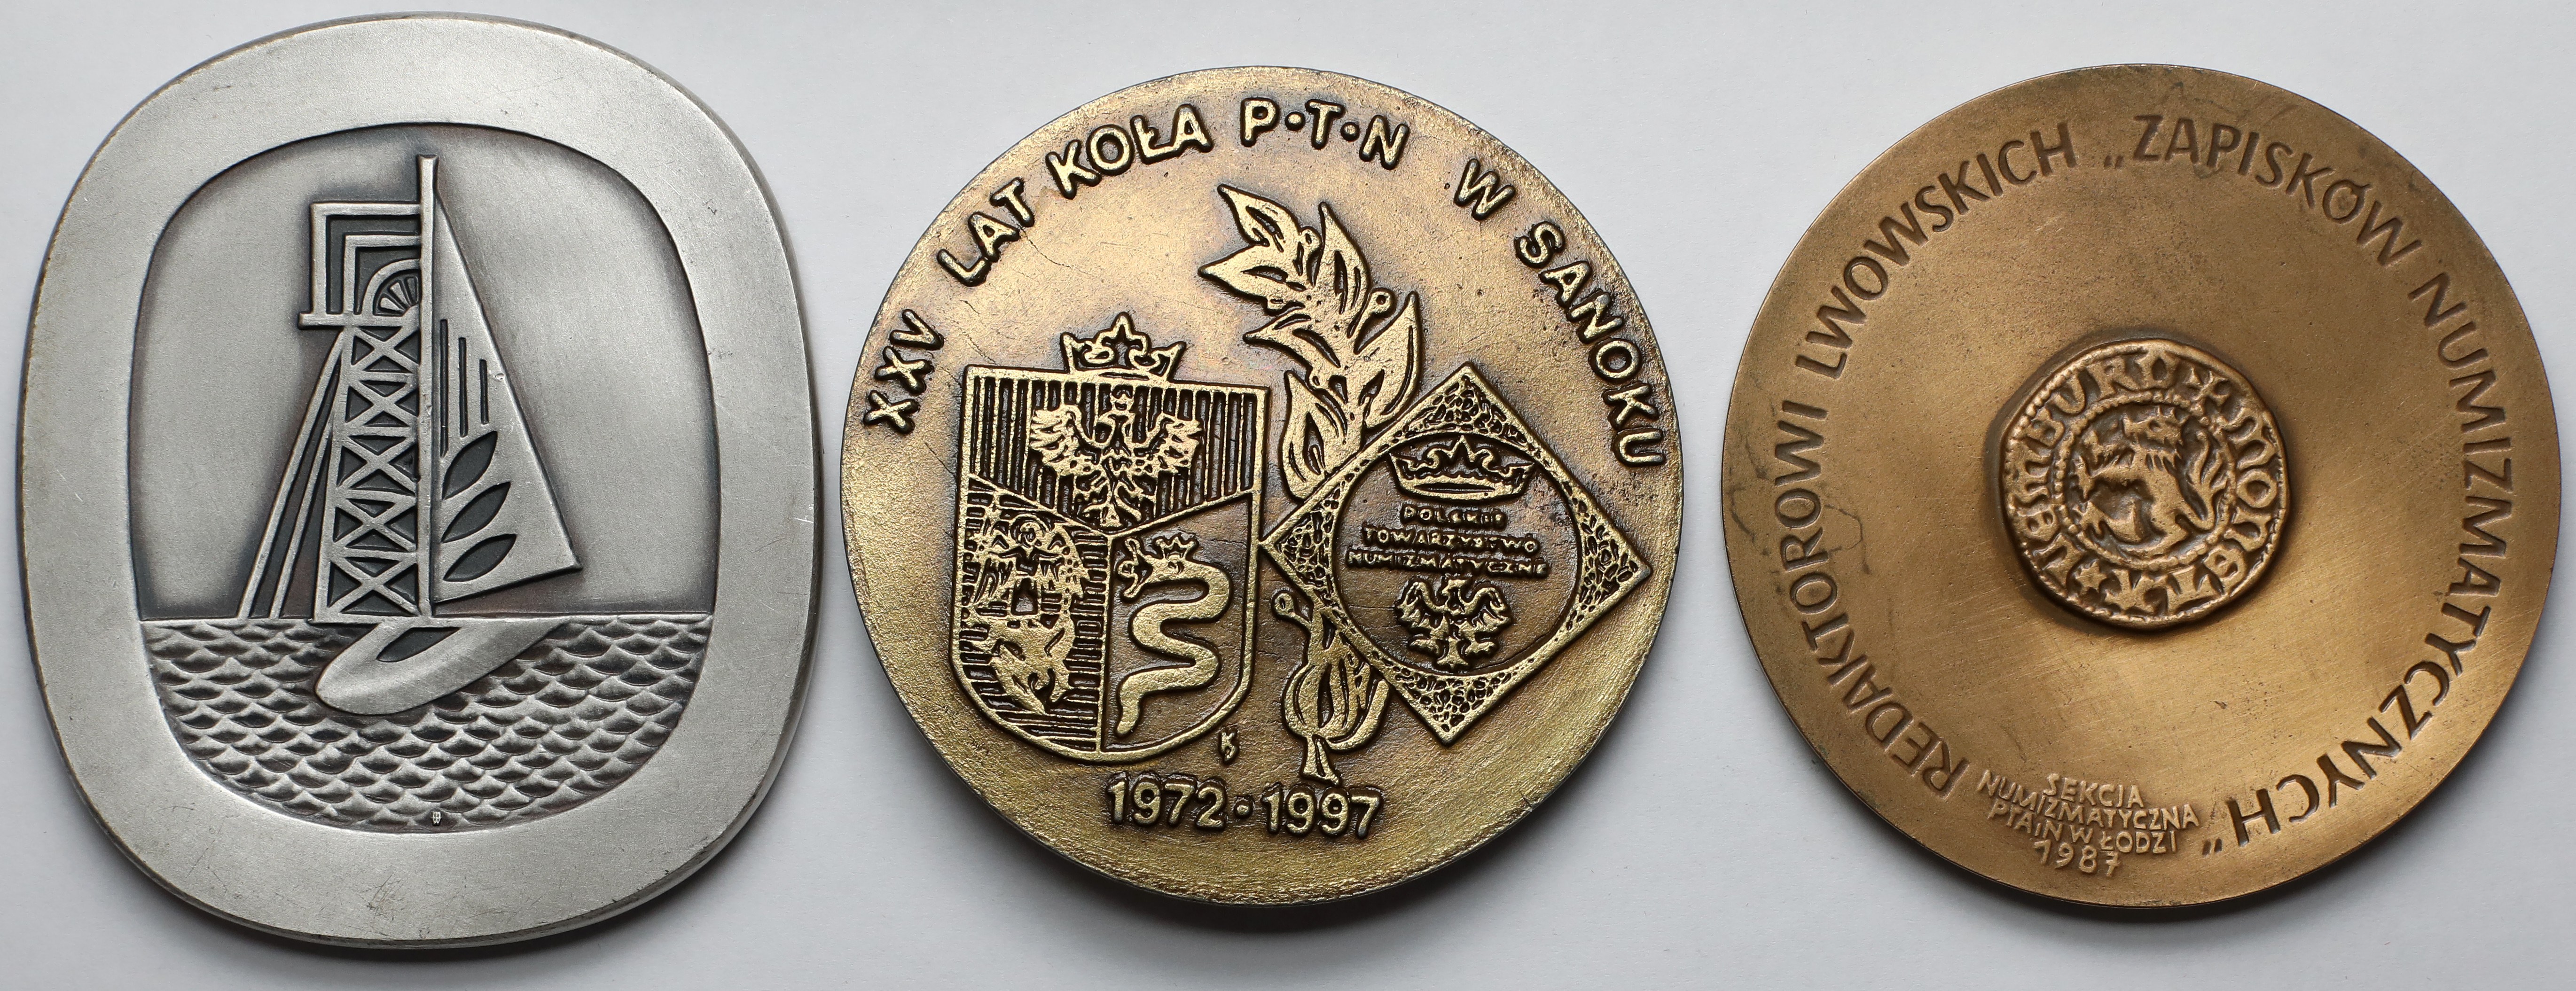 XXV LAT KOŁA P·T·N W SANOKU
POLSKIE
TOWARZYSTWO
NUMIZMATYCZNE
1972·1997
REDAKTOROWI LWOWSKICH „ZAPISKÓW NUMIZMATYCZNYCH”
SEKCJA
NUMIZMATYCZNA
PTAiN W ŁODZI
1987